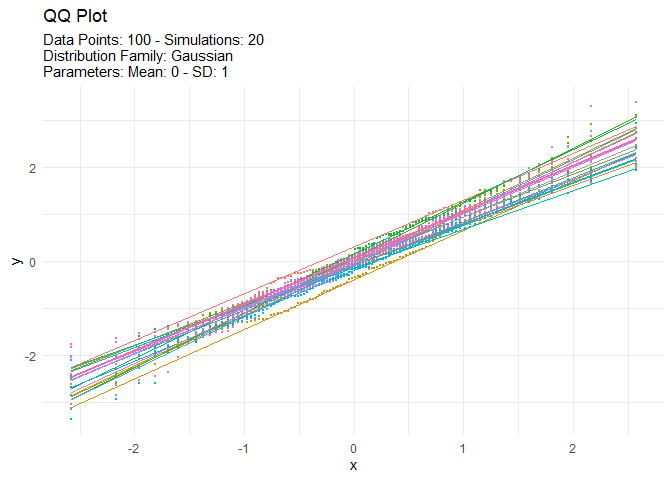 QQ Plot
Data Points: 100 - Simulations: 20
Distribution Family: Gaussian
Parameters: Mean: 0 - SD: 1
2
0
-2
y
-2
-1
0
1
2
x